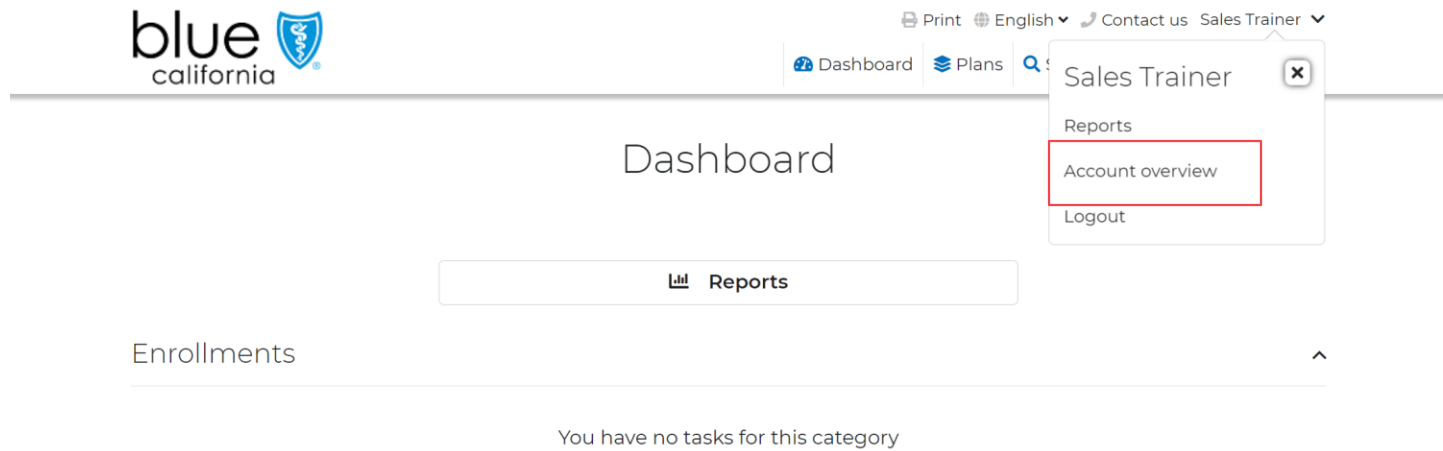 blue
california
Print English Contact us Sales Trainer
Dashboard Plans
Sales Trainer
Reports
Account overview
Logout
Dashboard
Reports
Enrollments
You have no tasks for this category